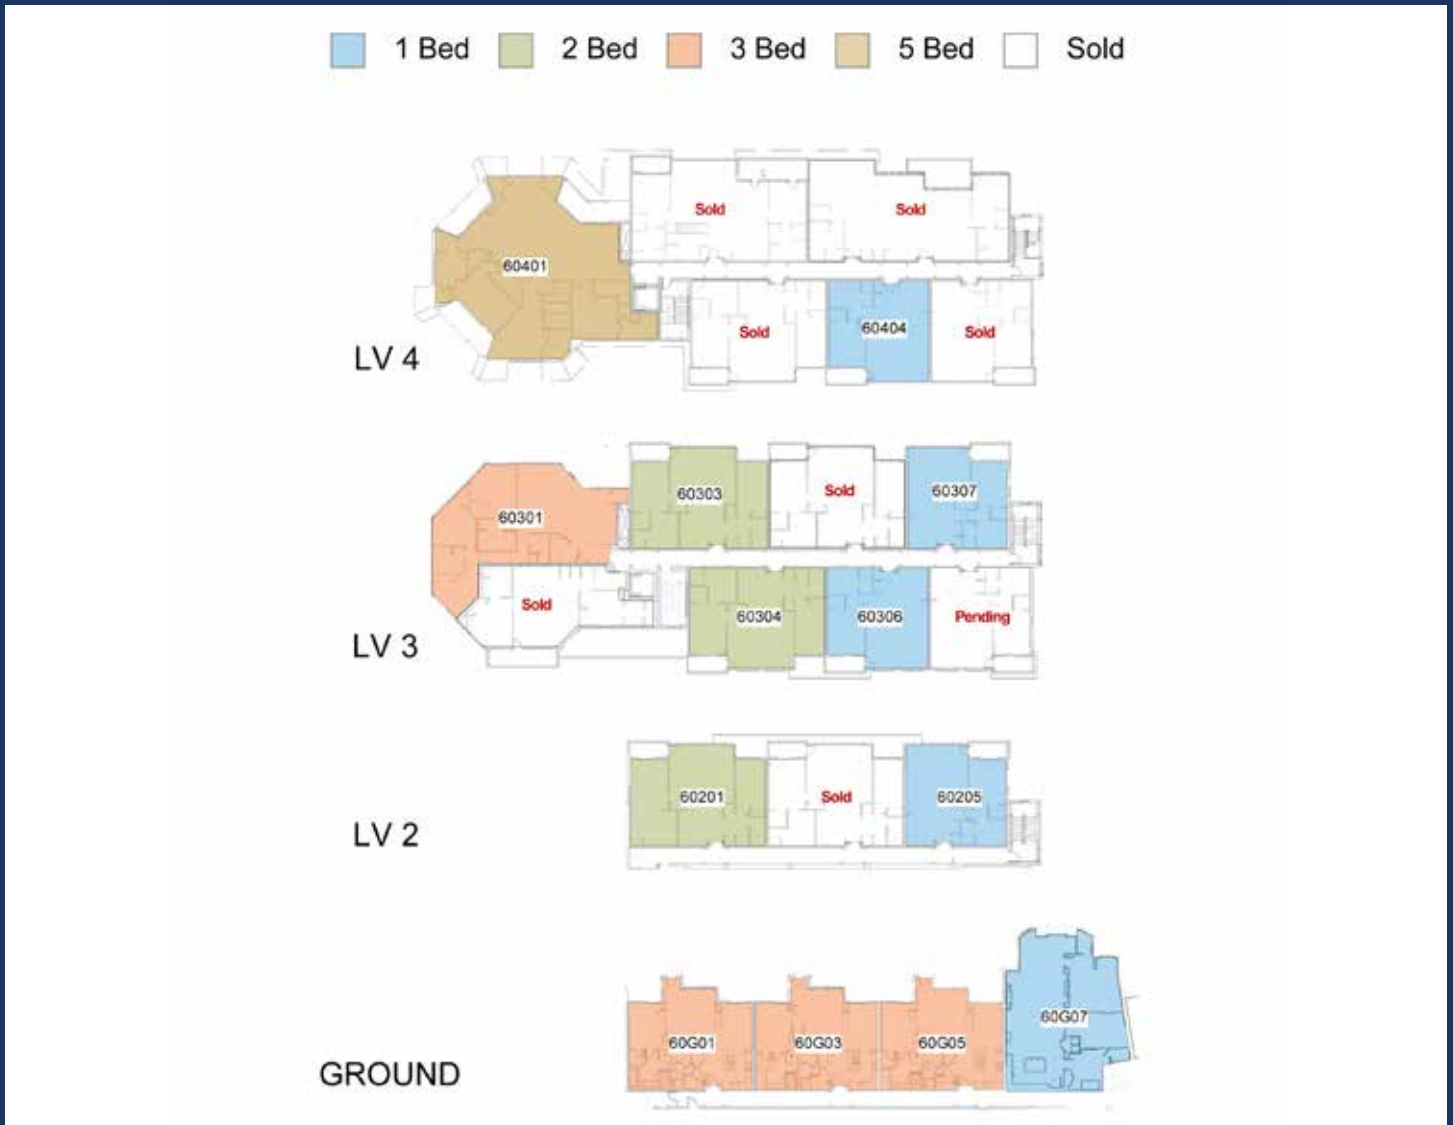 1 Bed 2 Bed 3 Bed 5 Bed Sold
Sold Sold
60401
Sold 60404 Sold
LV 4
60303 Sold 60307
60301
Sold 60304 60306 Pending
LV 3
60201 Sold 60205
LV 2
60G07
60G01 60G03 60G05
GROUND